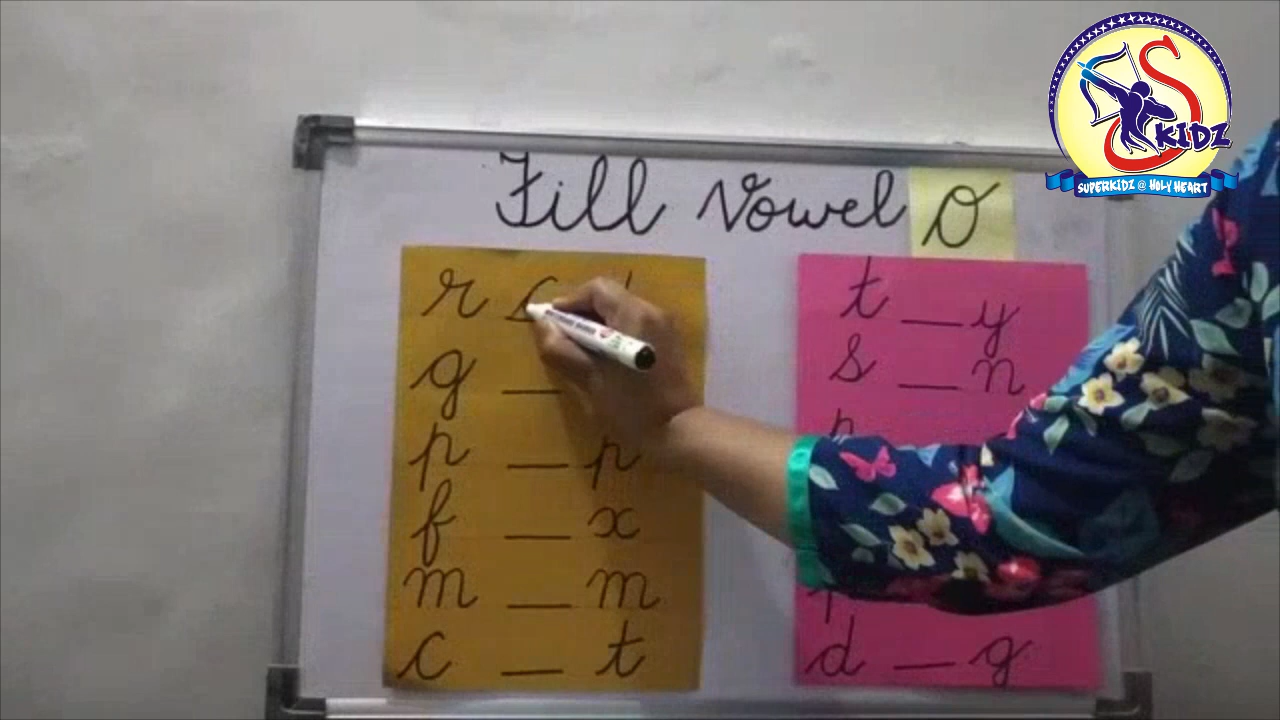 Fill Vowel O
r
g _
p _ p
f _ x
m _ m
c _ t
t _ y
s _ n
d _ g
S KIDZ
SUPERKIDZ @ HOLY HEART